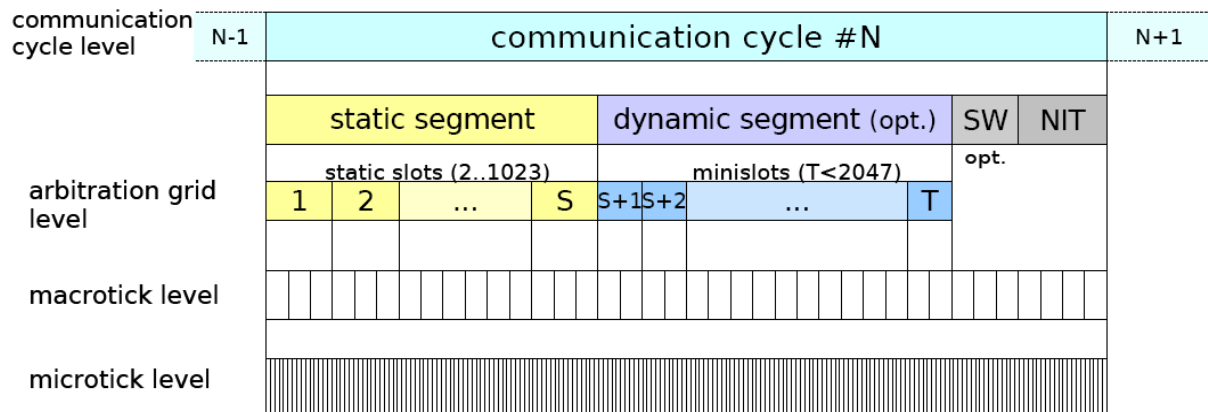 communication
cycle level
N-1
communication cycle #N
N+1
static segment
dynamic segment (opt.)
SW
NIT
opt.
static slots (2..1023)
minislots (T<2047)
arbitration grid
level
1
2
...
S
S+1
S+2
...
T
macrotick level
microtick level